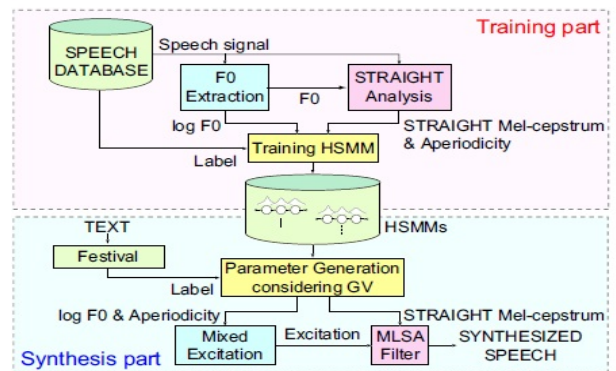 Training part
Speech signal
SPEECH
DATABASE
F0
Extraction
F0
STRAIGHT
Analysis
log F0
STRAIGHT Mel-cepstrum
& Aperiodicity
Label
Training HSMM
HSMMs
TEXT
Festival
Label
Parameter Generation
considering GV
log F0 & Aperiodicity
STRAIGHT Mel-cepstrum
Mixed
Excitation
Excitation
MLSA
Filter
SYNTHESIZED
SPEECH
Synthesis part